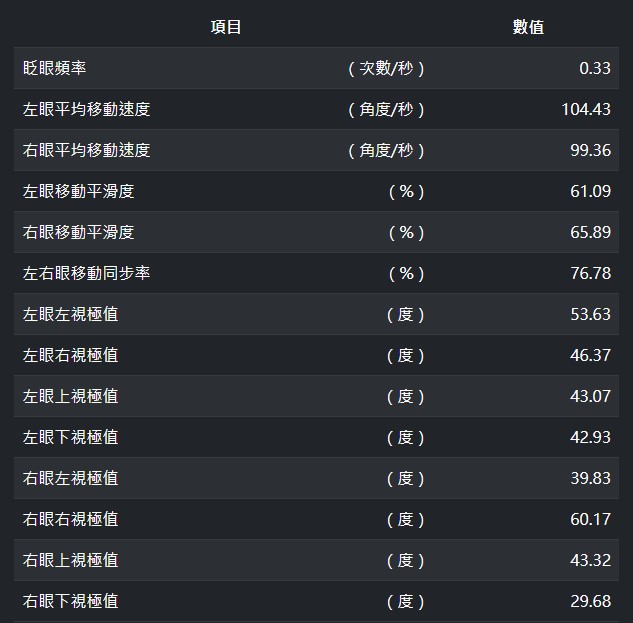 項目 數值
眨眼頻率 ( 次數/秒 ) 0.33
左眼平均移動速度 ( 角度/秒 ) 104.43
右眼平均移動速度 ( 角度/秒 ) 99.36
左眼移動平滑度 ( % ) 61.09
右眼移動平滑度 ( % ) 65.89
左右眼移動同步率 ( % ) 76.78
左眼左視極值 ( 度 ) 53.63
左眼右視極值 ( 度 ) 46.37
左眼上視極值 ( 度 ) 43.07
左眼下視極值 ( 度 ) 42.93
右眼左視極值 ( 度 ) 39.83
右眼右視極值 ( 度 ) 60.17
右眼上視極值 ( 度 ) 43.32
右眼下視極值 ( 度 ) 29.68